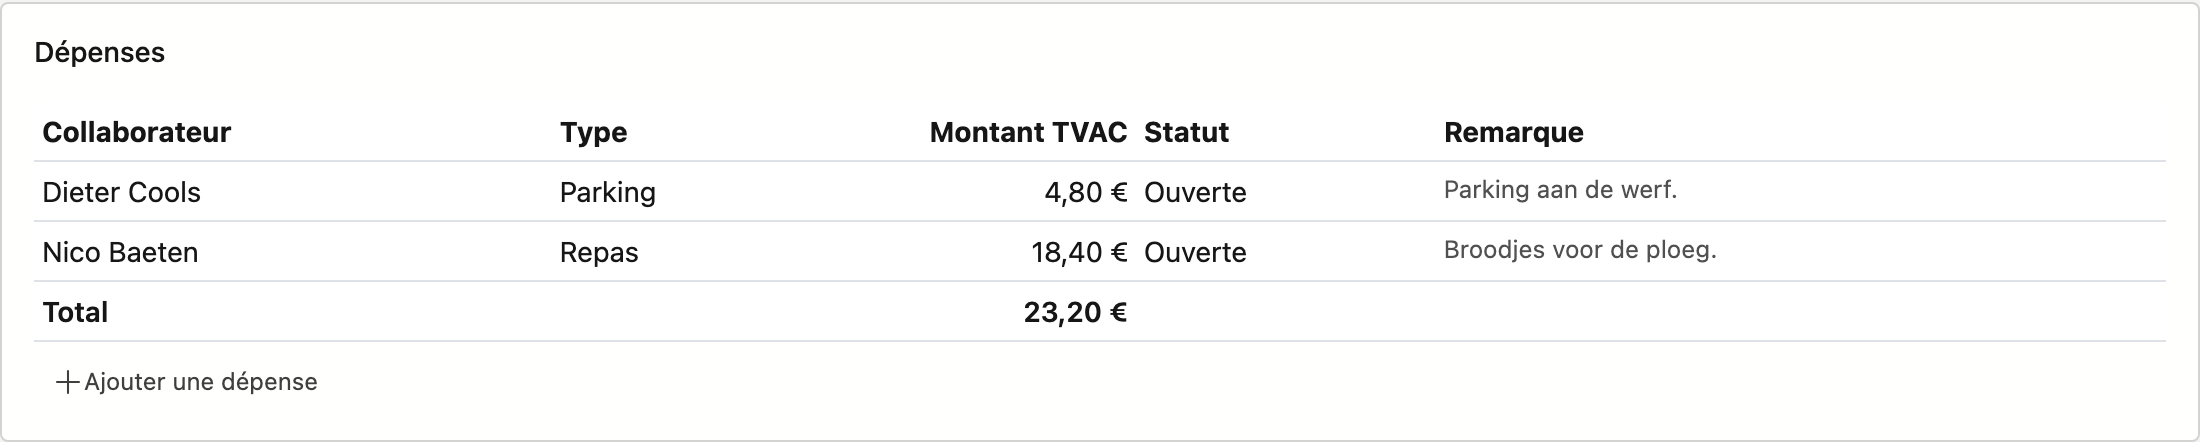 Dépenses
Collaborateur Type Montant TVAC Statut Remarque
Dieter Cools Parking 4,80 € Ouverte Parking aan de werf.
Nico Baeten Repas 18,40 € Ouverte Broodjes voor de ploeg.
Total 23,20 €
Ajouter une dépense